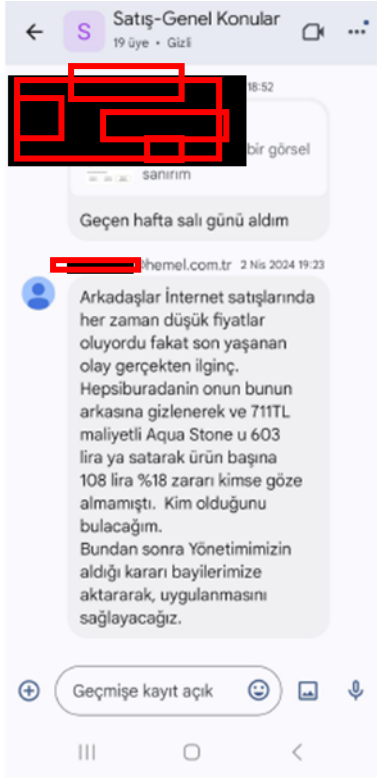 Satış-Genel Konular
19 üye • Gizli
18:52
bir görsel
sanırım
Geçen hafta salı günü aldım
@hemel.com.tr 2 Nis 2024 19:23
Arkadaşlar İnternet satışlarında
her zaman düşük fiyatlar
oluyordu fakat son yaşanan
olay gerçekten ilginç.
Hepsiburadanin onun bunun
arkasına gizlenerek ve 711TL
maliyetli Aqua Stone u 603
lira ya satarak ürün başına
108 lira %18 zararı kimse göze
almamıştı. Kim olduğunu
bulacağım.
Bundan sonra Yönetimimizin
aldığı kararı bayilerimize
aktararak, uygulanmasını
sağlayacağız.
Geçmişe kayıt açık